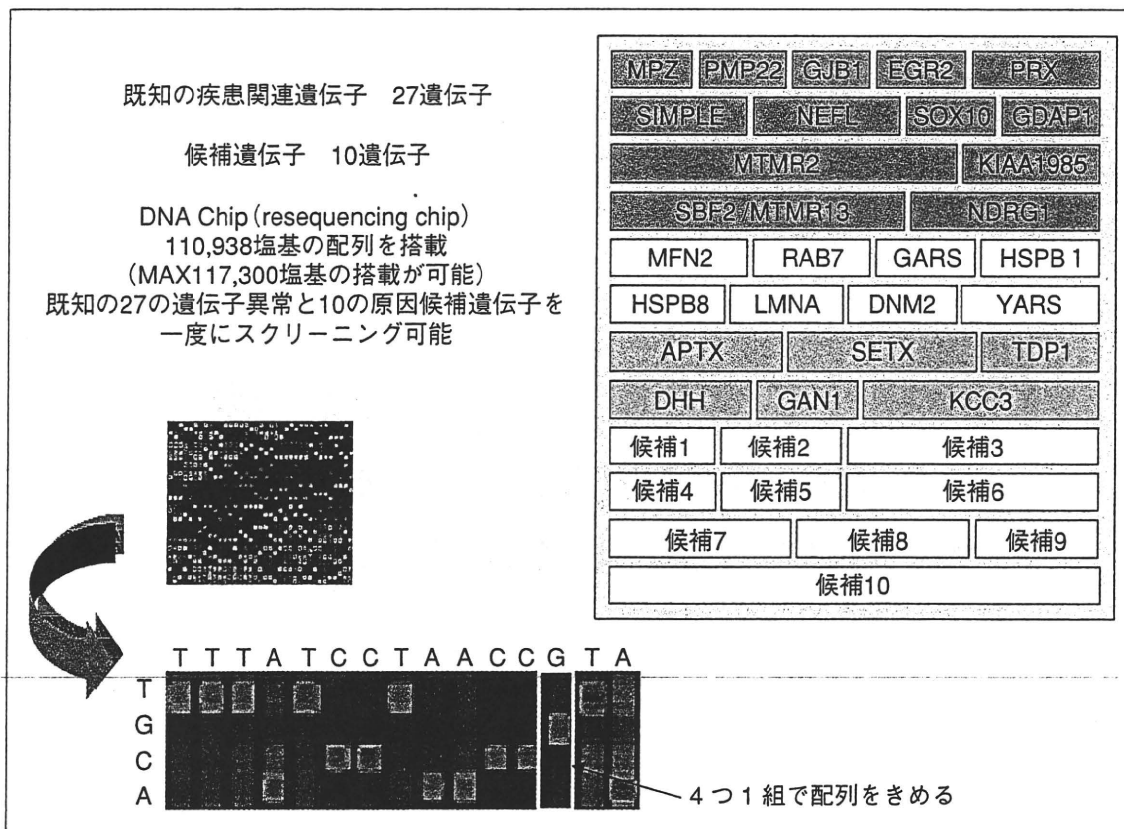 既知の疾患関連遺伝子 27遺伝子
候補遺伝子 10遺伝子
DNA Chip(resequencing chip)
110,938塩基の配列を搭載
(MAX117,300塩基の搭載が可能)
既知の27の遺伝子異常と10の原因候補遺伝子を
一度にスクリーニング可能
MPZ PMP22 GJB1 EGR2 PRX
SIMPLE NEFL SOX10 GDAP1
MTMR2 KIAA1985
SBF2/MTMR13 NDRG1
MFN2 RAB7 GARS HSPB1
HSPB8 LMNA DNM2 YARS
APTX SETX TDP1
DHH GAN1 KCC3
候補1 候補2 候補3
候補4 候補5 候補6
候補7 候補8 候補9
候補10
T T T A T C C T A A C C G T A
T
G
C
A
4つ1組で配列をきめる